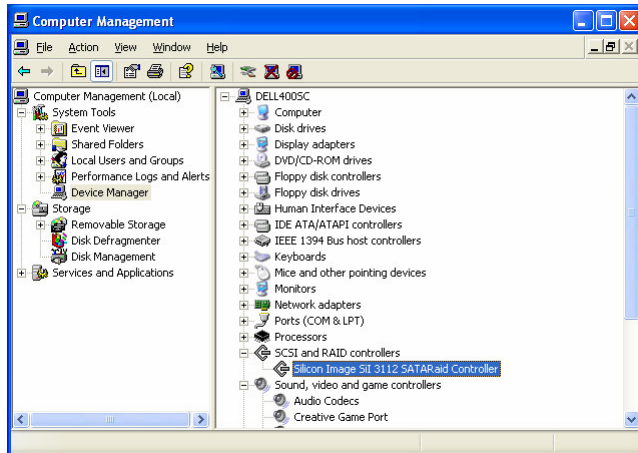 Computer Management
File Action View Window Help
Computer Management (Local)
System Tools
Event Viewer
Shared Folders
Local Users and Groups
Performance Logs and Alerts
Device Manager
Storage
Removable Storage
Disk Defragmenter
Disk Management
Services and Applications
DELL400SC
Computer
Disk drives
Display adapters
DVD/CD-ROM drives
Floppy disk controllers
Floppy disk drives
Human Interface Devices
IDE ATA/ATAPI controllers
IEEE 1394 Bus host controllers
Keyboards
Mice and other pointing devices
Monitors
Network adapters
Ports (COM & LPT)
Processors
SCSI and RAID controllers
Silicon Image SiI 3112 SATARaid Controller
Sound, video and game controllers
Audio Codecs
Creative Game Port